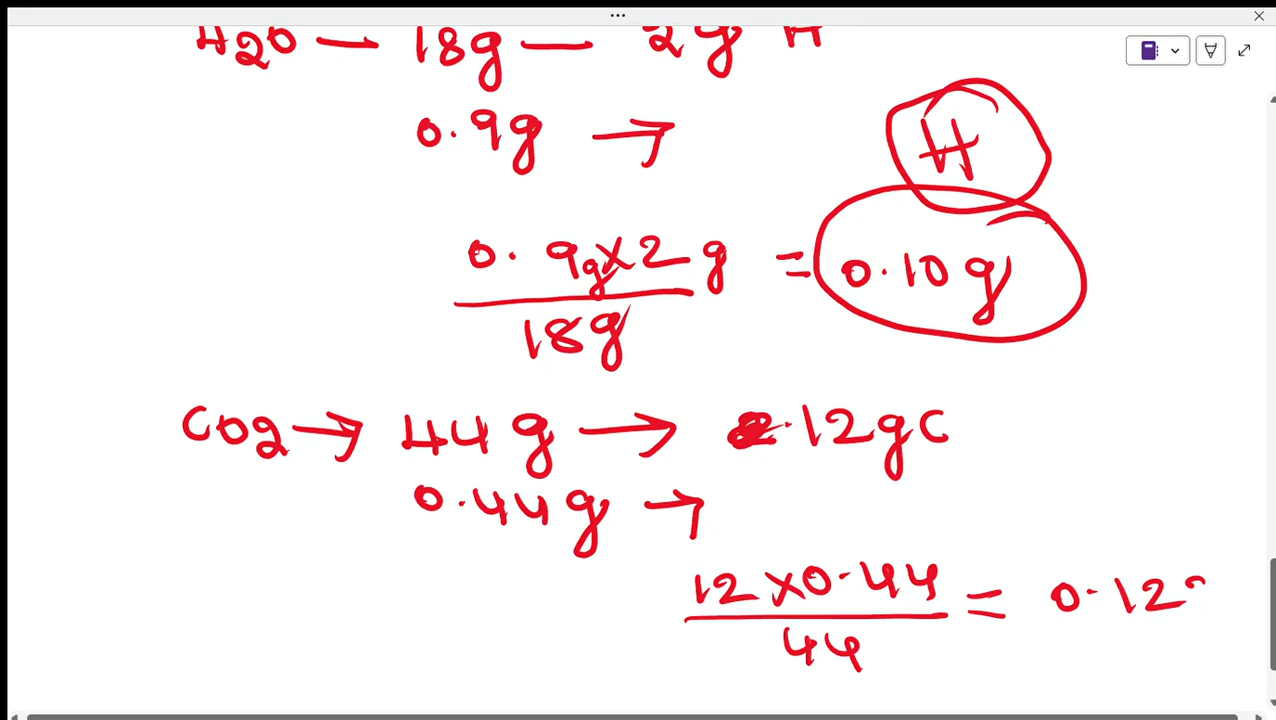 H2O — 18g — 2g H
0.9g →
H
0.9g×2g = 0.10g
18g
CO2 → 44g → 12g C
0.44g →
12×0.44 = 0.12
44